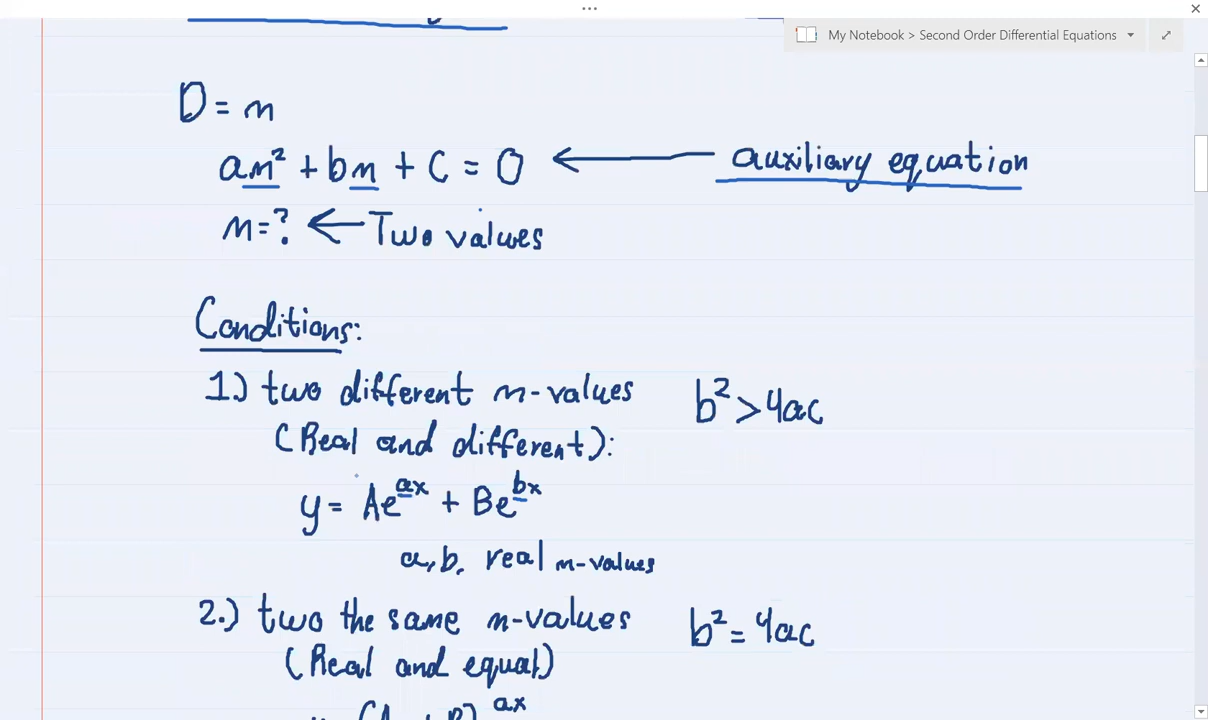 My Notebook > Second Order Differential Equations
D = m
am² + bm + C = 0 ← auxiliary equation
m = ? ← Two values
Conditions:
1.) two different m-values b² > 4ac
(Real and different):
y = Ae^{ax} + Be^{bx}
a, b, real m-values
2.) two the same m-values b² = 4ac
(Real and equal)
ax